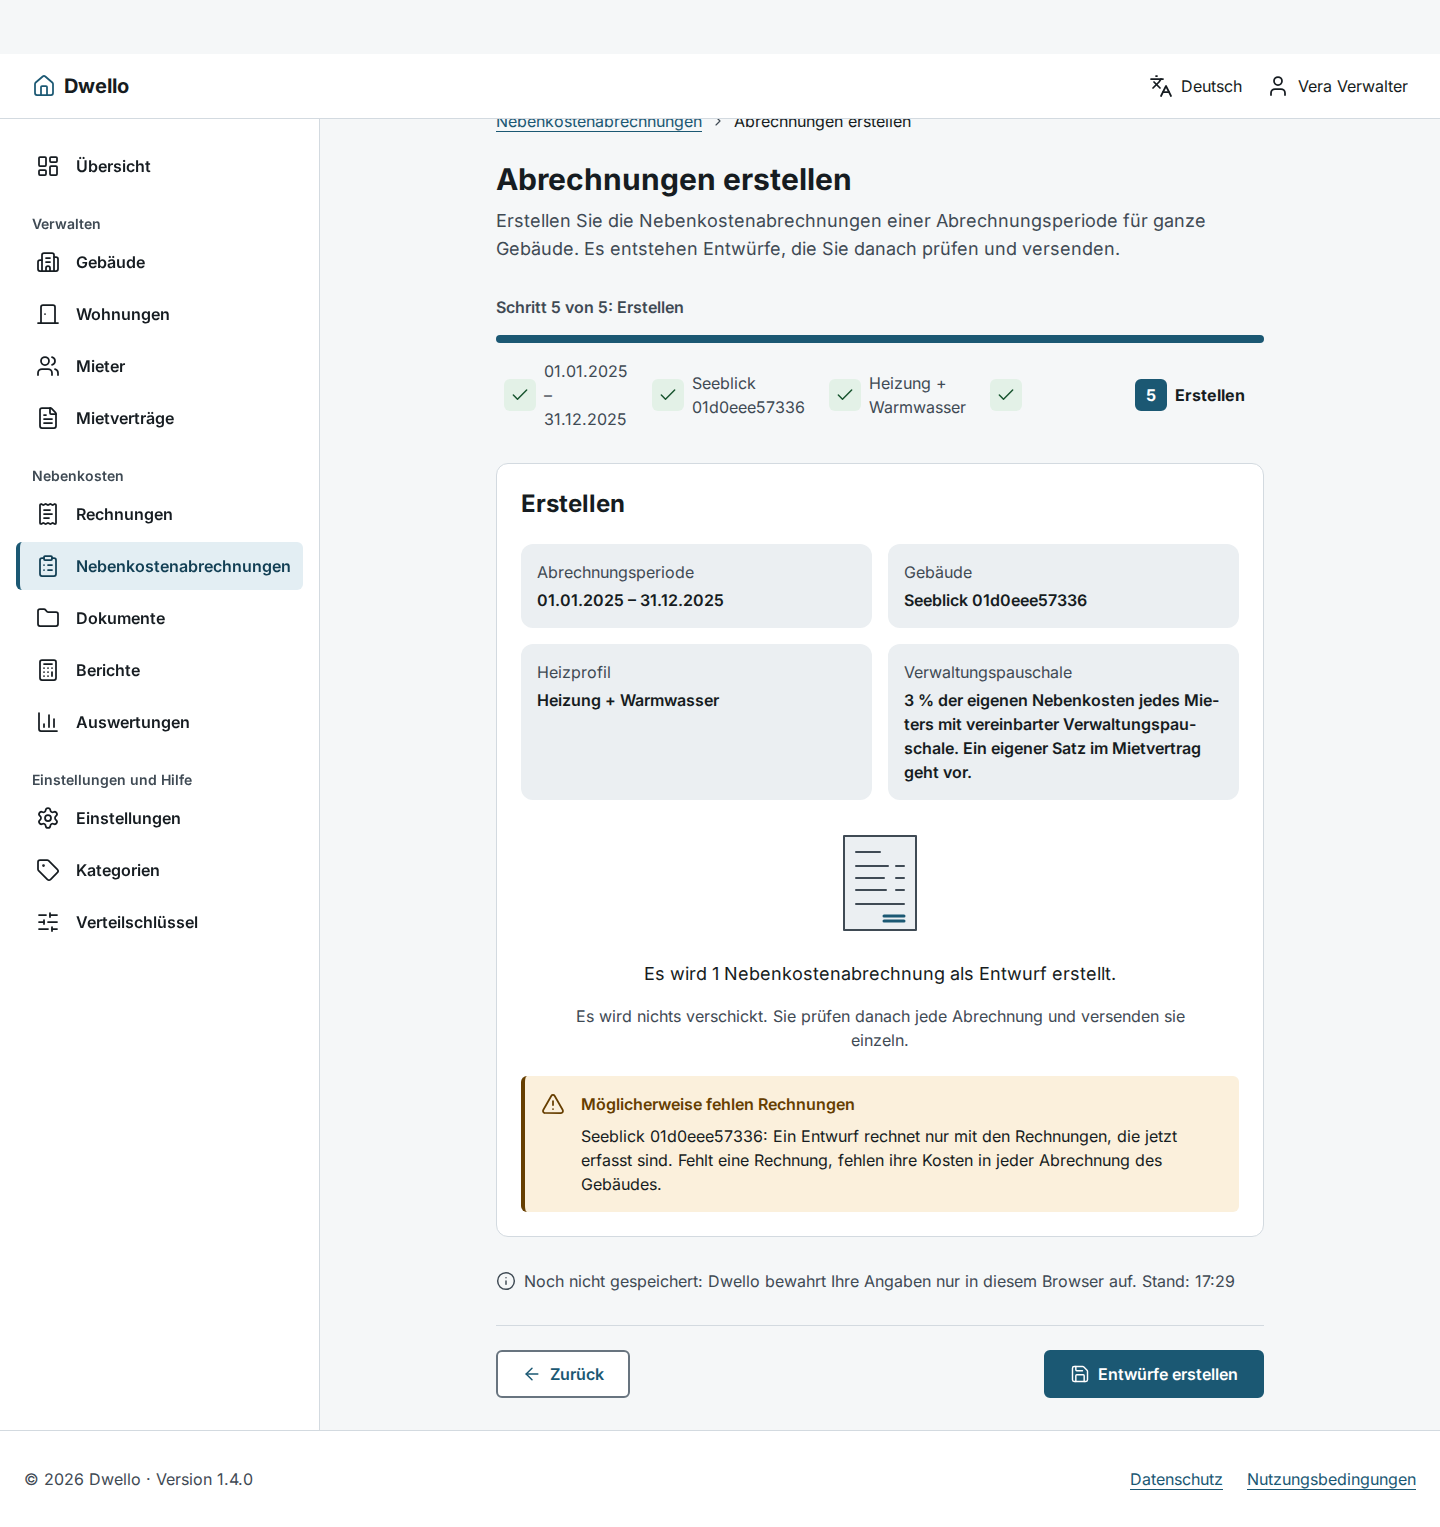 Dwello
Deutsch
Vera Verwalter
Nebenkostenabrechnungen
Abrechnungen erstellen
Übersicht
Verwalten
Gebäude
Wohnungen
Mieter
Mietverträge
Nebenkosten
Rechnungen
Nebenkostenabrechnungen
Dokumente
Berichte
Auswertungen
Einstellungen und Hilfe
Einstellungen
Kategorien
Verteilschlüssel
Abrechnungen erstellen
Erstellen Sie die Nebenkostenabrechnungen einer Abrechnungsperiode für ganze
Gebäude. Es entstehen Entwürfe, die Sie danach prüfen und versenden.
Schritt 5 von 5: Erstellen
01.01.2025
–
31.12.2025
Seeblick
01d0eee57336
Heizung +
Warmwasser
5 Erstellen
Erstellen
Abrechnungsperiode
01.01.2025 – 31.12.2025
Gebäude
Seeblick 01d0eee57336
Heizprofil
Heizung + Warmwasser
Verwaltungspauschale
3 % der eigenen Nebenkosten jedes Mie-
ters mit vereinbarter Verwaltungspau-
schale. Ein eigener Satz im Mietvertrag
geht vor.
Es wird 1 Nebenkostenabrechnung als Entwurf erstellt.
Es wird nichts verschickt. Sie prüfen danach jede Abrechnung und versenden sie
einzeln.
Möglicherweise fehlen Rechnungen
Seeblick 01d0eee57336: Ein Entwurf rechnet nur mit den Rechnungen, die jetzt
erfasst sind. Fehlt eine Rechnung, fehlen ihre Kosten in jeder Abrechnung des
Gebäudes.
Noch nicht gespeichert: Dwello bewahrt Ihre Angaben nur in diesem Browser auf. Stand: 17:29
Zurück
Entwürfe erstellen
© 2026 Dwello · Version 1.4.0
Datenschutz
Nutzungsbedingungen